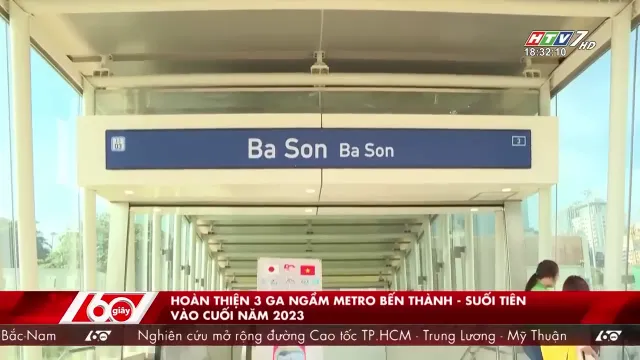 HTV7 HD
18:32:10
Ba Son Ba Son
3
HOÀN THIỆN 3 GA NGẦM METRO BẾN THÀNH - SUỐI TIÊN
VÀO CUỐI NĂM 2023
60 giây
Bắc-Nam 60s Nghiên cứu mở rộng đường Cao tốc TP.HCM - Trung Lương - Mỹ Thuận 60s